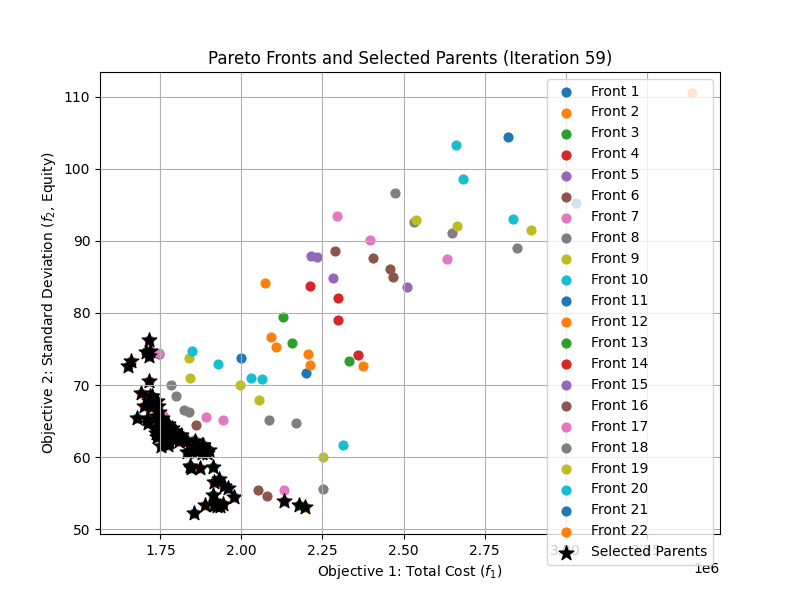 Pareto Fronts and Selected Parents (Iteration 59)
Objective 2: Standard Deviation (f₂, Equity)
110
100
90
80
70
60
50
Front 1
Front 2
Front 3
Front 4
Front 5
Front 6
Front 7
Front 8
Front 9
Front 10
Front 11
Front 12
Front 13
Front 14
Front 15
Front 16
Front 17
Front 18
Front 19
Front 20
Front 21
Front 22
Selected Parents
1.75 2.00 2.25 2.50 2.75 3.00 3.25
1e6
Objective 1: Total Cost (f₁)